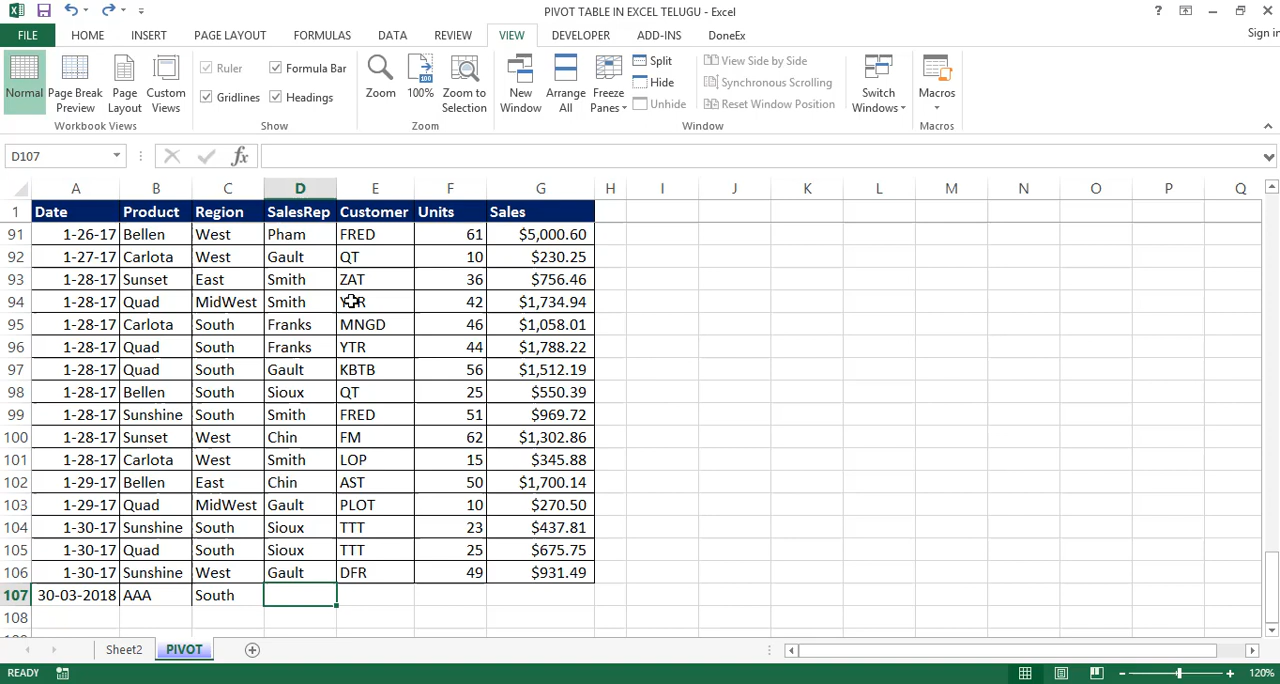 PIVOT TABLE IN EXCEL TELUGU - Excel
FILE HOME INSERT PAGE LAYOUT FORMULAS DATA REVIEW VIEW DEVELOPER ADD-INS DoneEx Sign in
Normal Page Break Preview Page Layout Custom Views
Workbook Views
Ruler Formula Bar
Gridlines Headings
Show
Zoom 100% Zoom to Selection
Zoom
New Window Arrange All Freeze Panes
Split
Hide
Unhide
View Side by Side
Synchronous Scrolling
Reset Window Position
Switch Windows
Window
Macros
Macros
D107 fx
A B C D E F G H I J K L M N O P Q
1 Date Product Region SalesRep Customer Units Sales
91 1-26-17 Bellen West Pham FRED 61 $5,000.60
92 1-27-17 Carlota West Gault QT 10 $230.25
93 1-28-17 Sunset East Smith ZAT 36 $756.46
94 1-28-17 Quad MidWest Smith YTR 42 $1,734.94
95 1-28-17 Carlota South Franks MNGD 46 $1,058.01
96 1-28-17 Quad South Franks YTR 44 $1,788.22
97 1-28-17 Quad South Gault KBTB 56 $1,512.19
98 1-28-17 Bellen South Sioux QT 25 $550.39
99 1-28-17 Sunshine South Smith FRED 51 $969.72
100 1-28-17 Sunset West Chin FM 62 $1,302.86
101 1-28-17 Carlota West Smith LOP 15 $345.88
102 1-29-17 Bellen East Chin AST 50 $1,700.14
103 1-29-17 Quad MidWest Gault PLOT 10 $270.50
104 1-30-17 Sunshine South Sioux TTT 23 $437.81
105 1-30-17 Quad South Sioux TTT 25 $675.75
106 1-30-17 Sunshine West Gault DFR 49 $931.49
107 30-03-2018 AAA South
108
Sheet2 PIVOT
READY 120%